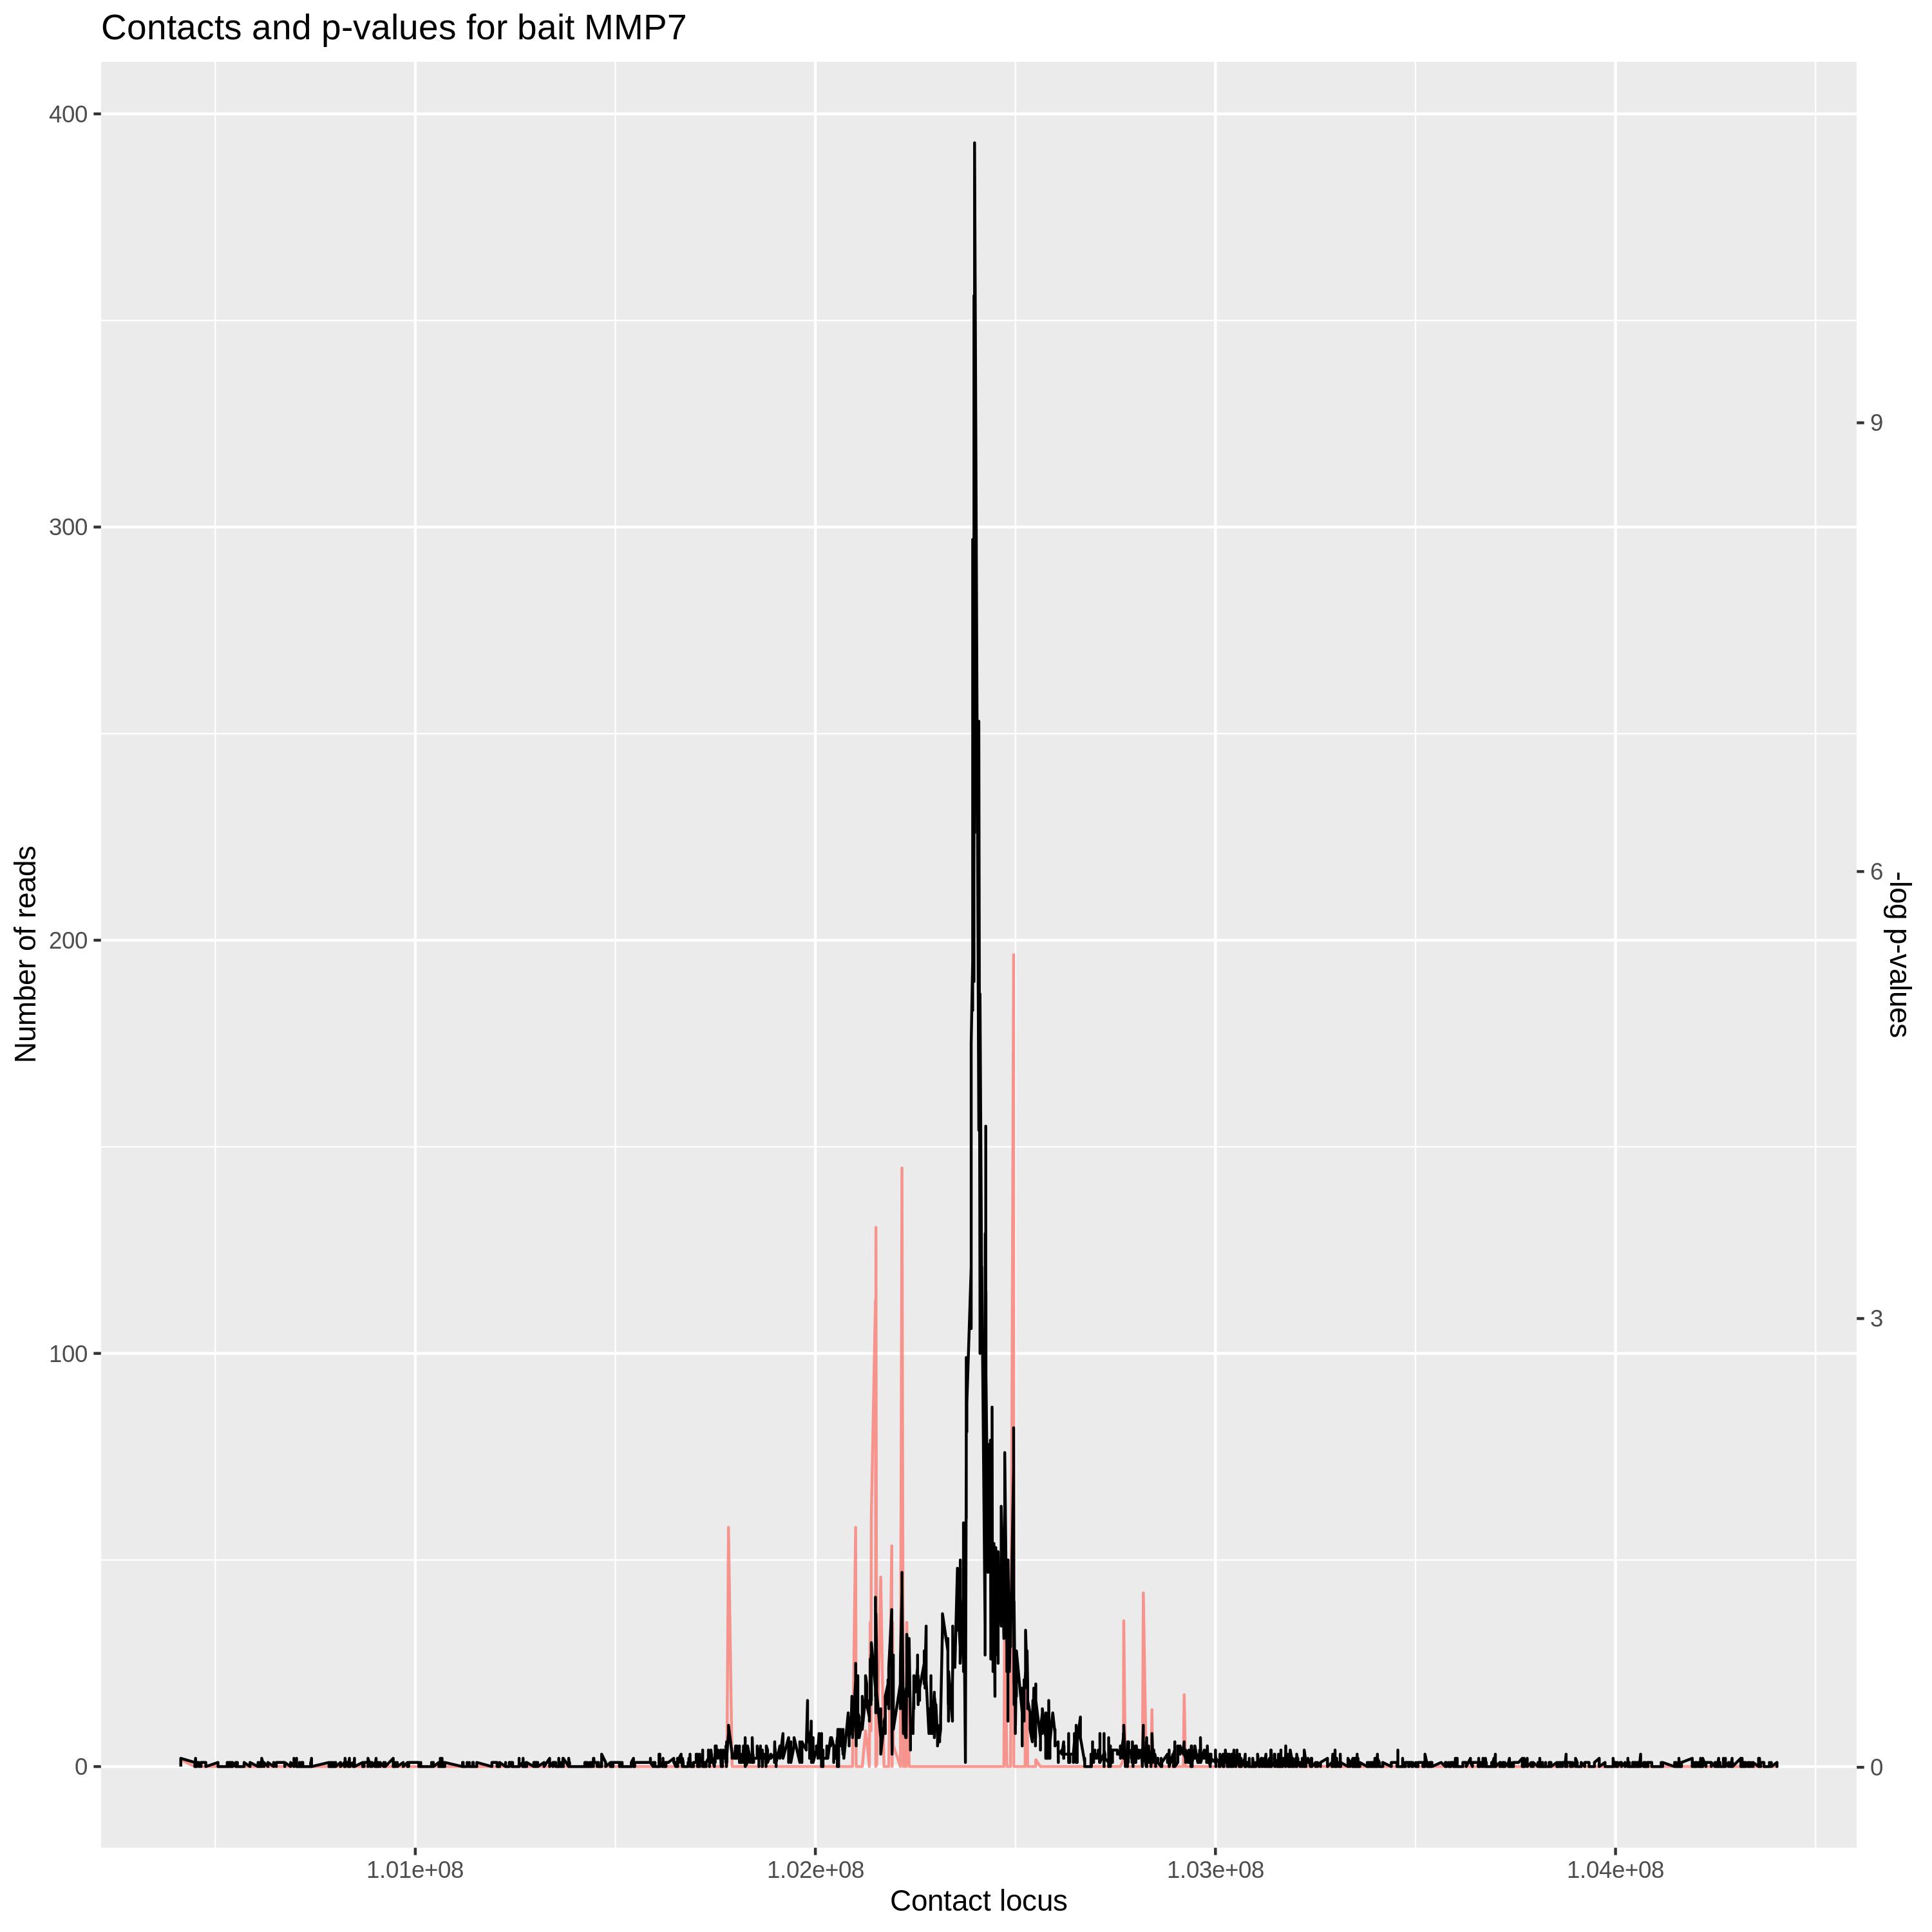 Contacts and p-values for bait MMP7
400
300
200
100
0
Number of reads
9
6
3
0
-log p-values
1.01e+08
1.02e+08
1.03e+08
1.04e+08
Contact locus